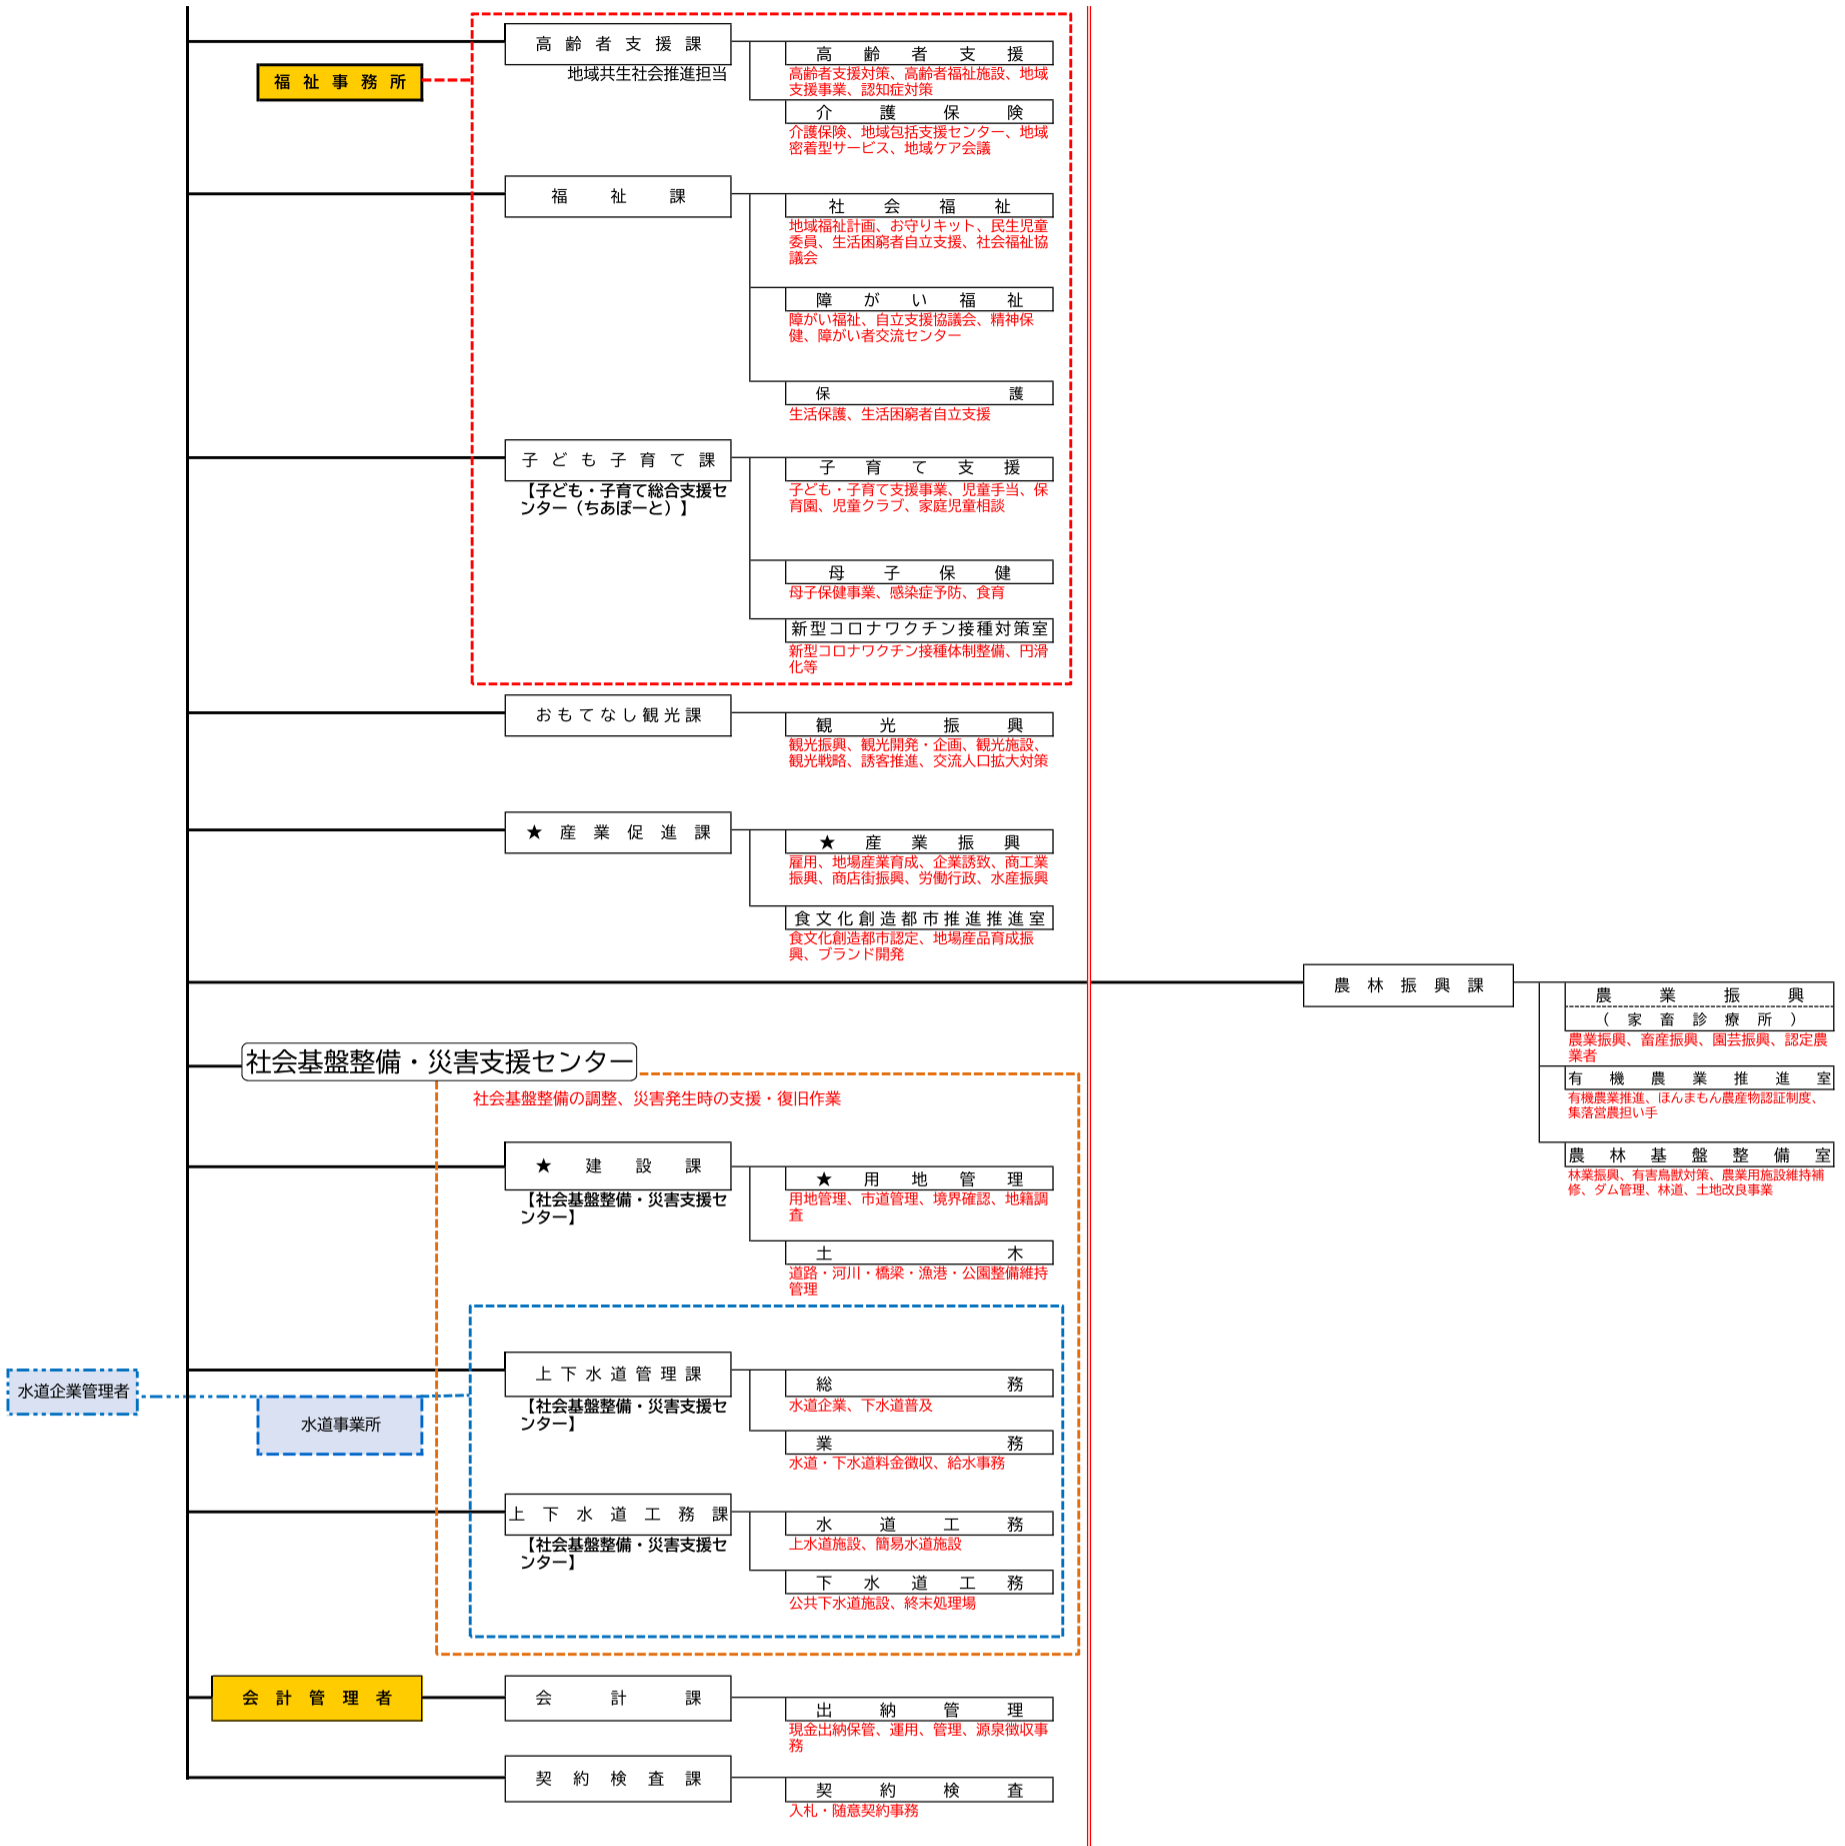 高齢者支援課
地域共生社会推進担当
福祉事務所
高齢者支援
高齢者支援対策、高齢者福祉施設、地域
支援事業、認知症対策
介護保険
介護保険、地域包括支援センター、地域
密着型サービス、地域ケア会議
福祉課
社会福祉
地域福祉計画、お守りキット、民生児童
委員、生活困窮者自立支援、社会福祉協
議会
障がい福祉
障がい福祉、自立支援協議会、精神保
健、障がい者交流センター
保護
生活保護、生活困窮者自立支援
子ども子育て課
【子ども・子育て総合支援セ
ンター（ちあぽーと）】
子育て支援
子ども・子育て支援事業、児童手当、保
育園、児童クラブ、家庭児童相談
母子保健
母子保健事業、感染症予防、食育
新型コロナワクチン接種対策室
新型コロナワクチン接種体制整備、円滑
化等
おもてなし観光課
観光振興
観光振興、観光開発・企画、観光施設、
観光戦略、誘客推進、交流人口拡大対策
★産業促進課
★産業振興
雇用、地場産業育成、企業誘致、商工業
振興、商店街振興、労働行政、水産振興
食文化創造都市推進推進室
食文化創造都市認定、地場産品育成振
興、ブランド開発
農林振興課
農業振興
（家畜診療所）
農業振興、畜産振興、園芸振興、認定農
業者
有機農業推進室
有機農業推進、ほんまもん農産物認証制度、
集落営農担い手
農林基盤整備室
林業振興、有害鳥獣対策、農業用施設維持補
修、ダム管理、林道、土地改良事業
社会基盤整備・災害支援センター
社会基盤整備の調整、災害発生時の支援・復旧作業
★建設課
【社会基盤整備・災害支援セ
ンター】
★用地管理
用地管理、市道管理、境界確認、地籍調
査
土木
道路・河川・橋梁・漁港・公園整備維持
管理
水道企業管理者
水道事業所
上下水道管理課
【社会基盤整備・災害支援セ
ンター】
総務
水道企業、下水道普及
業務
水道・下水道料金徴収、給水事務
上下水道工務課
【社会基盤整備・災害支援セ
ンター】
水道工務
上水道施設、簡易水道施設
下水道工務
公共下水道施設、終末処理場
会計管理者
会計課
出納管理
現金出納保管、運用、管理、源泉徴収事
務
契約検査課
契約検査
入札・随意契約事務